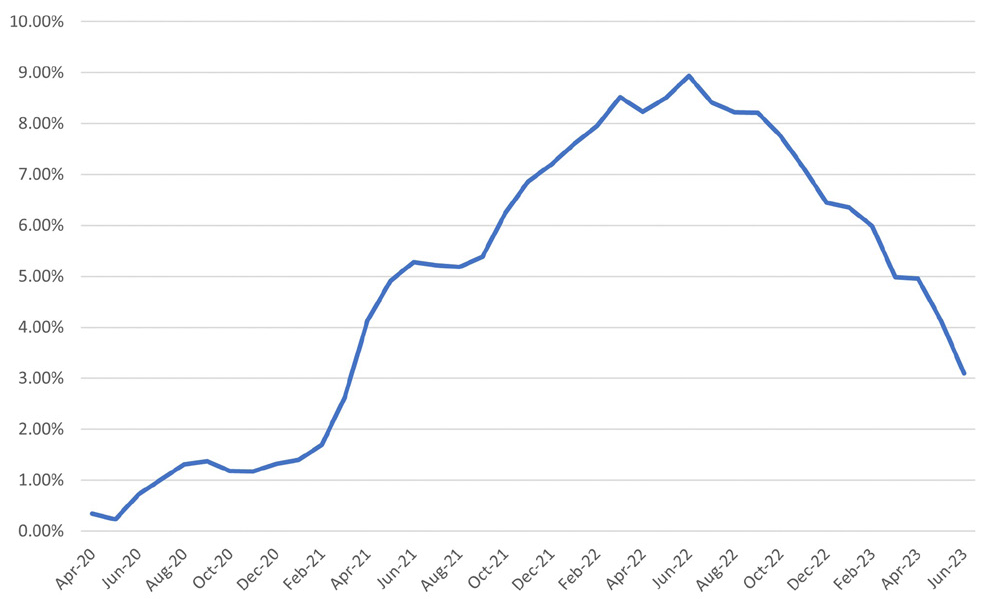 10.00%
9.00%
8.00%
7.00%
6.00%
5.00%
4.00%
3.00%
2.00%
1.00%
0.00%
Apr-20
Jun-20
Aug-20
Oct-20
Dec-20
Feb-21
Apr-21
Jun-21
Aug-21
Oct-21
Dec-21
Feb-22
Apr-22
Jun-22
Aug-22
Oct-22
Dec-22
Feb-23
Apr-23
Jun-23